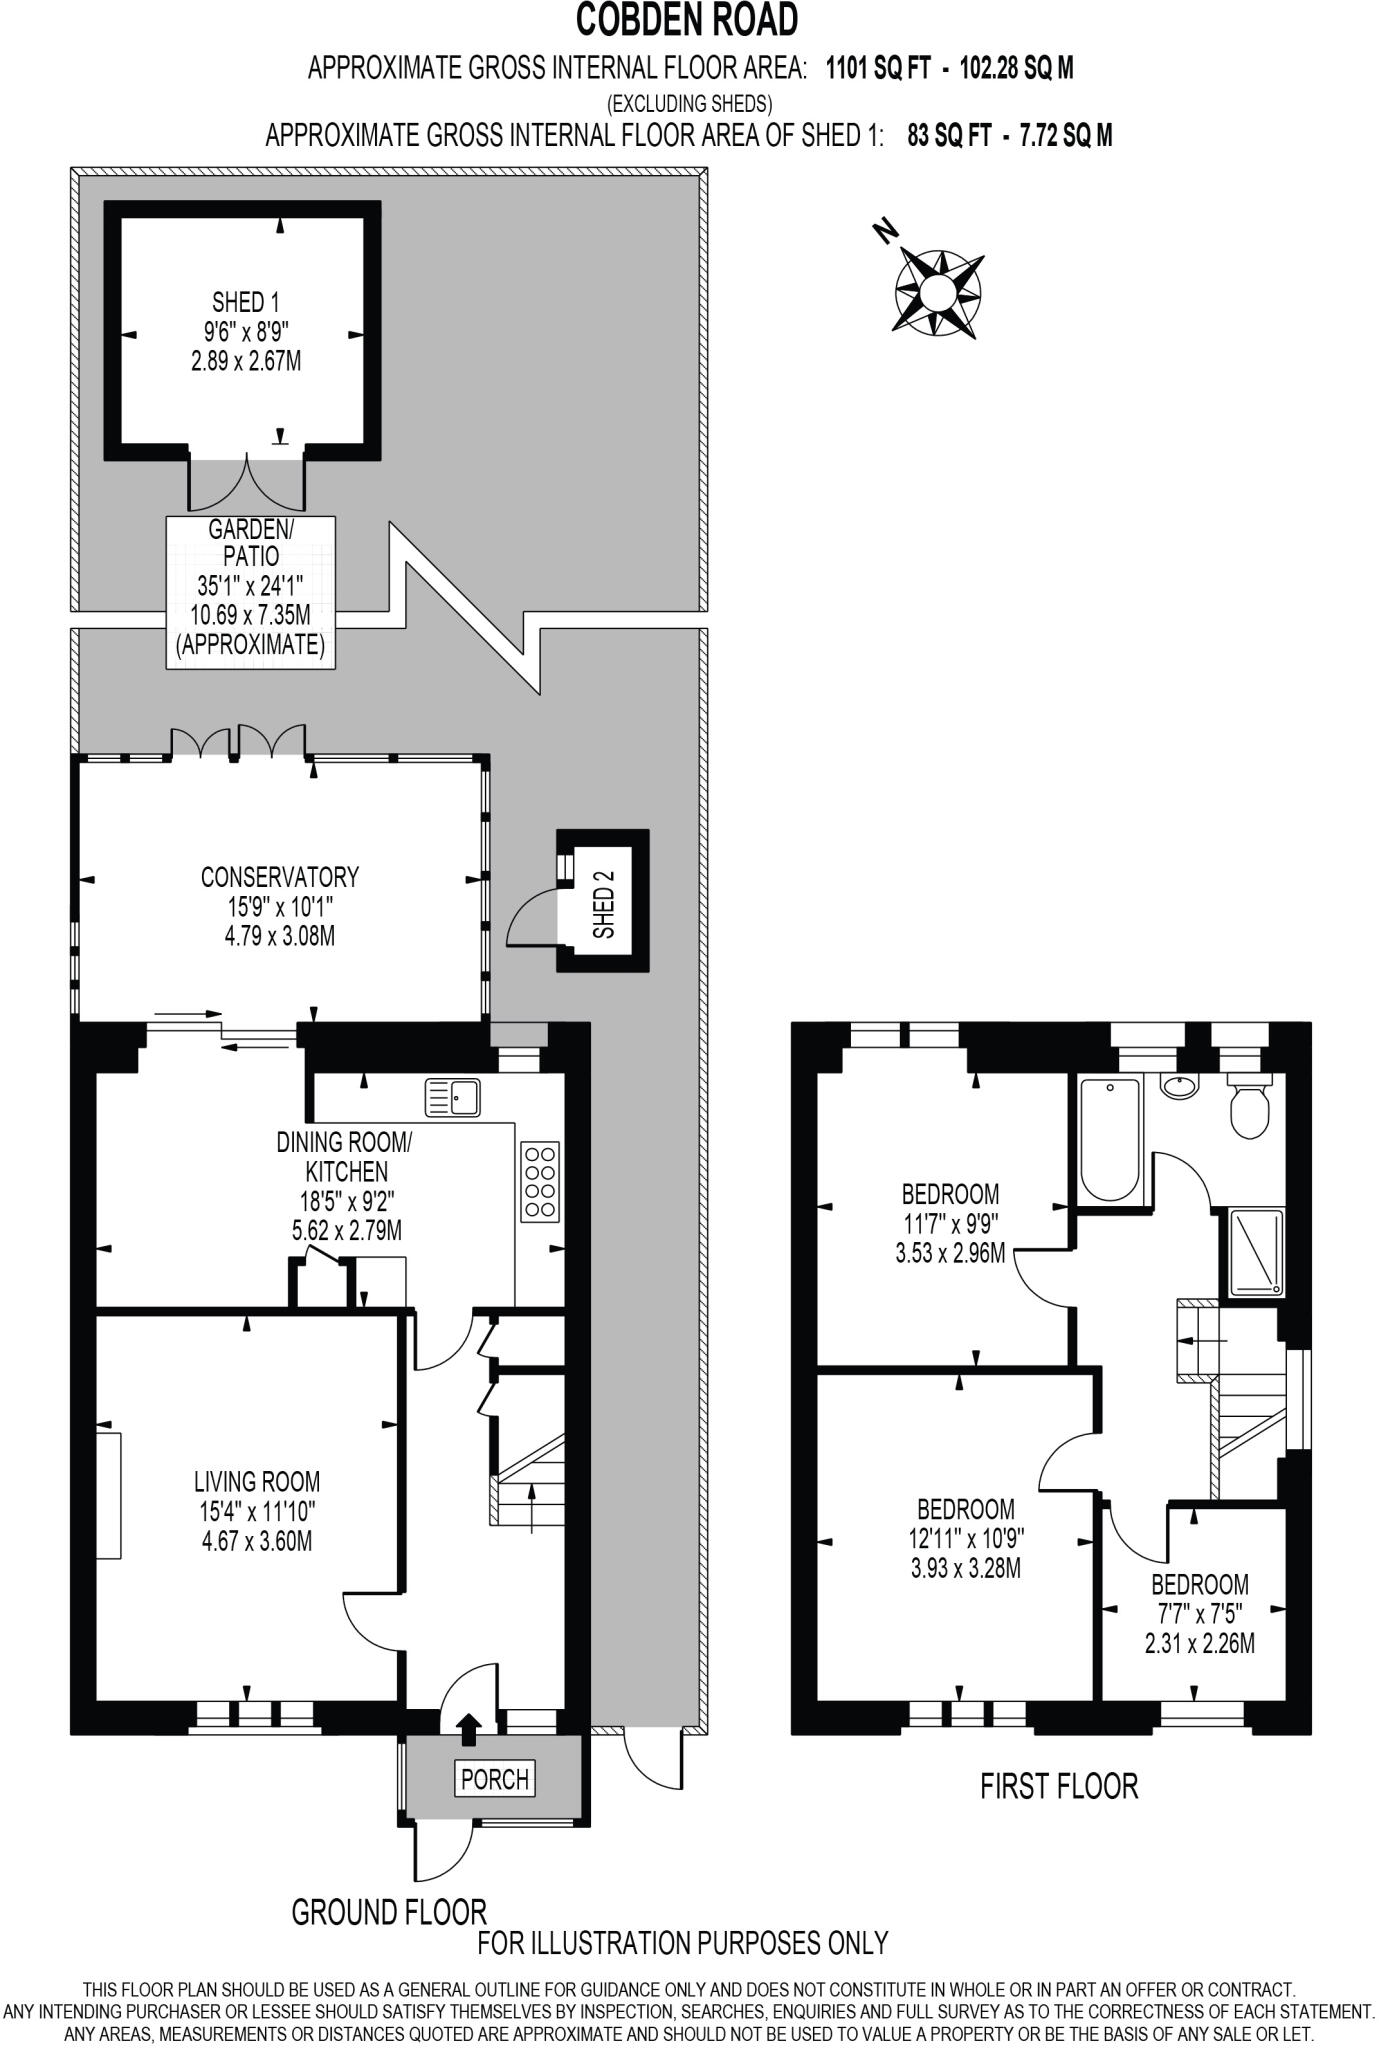 COBDEN ROAD
APPROXIMATE GROSS INTERNAL FLOOR AREA: 1101 SQ FT - 102.28 SQ M
(EXCLUDING SHEDS)
APPROXIMATE GROSS INTERNAL FLOOR AREA OF SHED 1: 83 SQ FT - 7.72 SQ M
N
SHED 1
9'6" x 8'9"
2.89 x 2.67M
GARDEN/
PATIO
35'1" x 24'1"
10.69 x 7.35M
(APPROXIMATE)
CONSERVATORY
15'9" x 10'1"
4.79 x 3.08M
SHED 2
DINING ROOM/
KITCHEN
18'5" x 9'2"
5.62 x 2.79M
LIVING ROOM
15'4" x 11'10"
4.67 x 3.60M
PORCH
GROUND FLOOR
BEDROOM
11'7" x 9'9"
3.53 x 2.96M
BEDROOM
12'11" x 10'9"
3.93 x 3.28M
BEDROOM
7'7" x 7'5"
2.31 x 2.26M
FIRST FLOOR
FOR ILLUSTRATION PURPOSES ONLY
THIS FLOOR PLAN SHOULD BE USED AS A GENERAL OUTLINE FOR GUIDANCE ONLY AND DOES NOT CONSTITUTE IN WHOLE OR IN PART AN OFFER OR CONTRACT.
ANY INTENDING PURCHASER OR LESSEE SHOULD SATISFY THEMSELVES BY INSPECTION, SEARCHES, ENQUIRIES AND FULL SURVEY AS TO THE CORRECTNESS OF EACH STATEMENT.
ANY AREAS, MEASUREMENTS OR DISTANCES QUOTED ARE APPROXIMATE AND SHOULD NOT BE USED TO VALUE A PROPERTY OR BE THE BASIS OF ANY SALE OR LET.